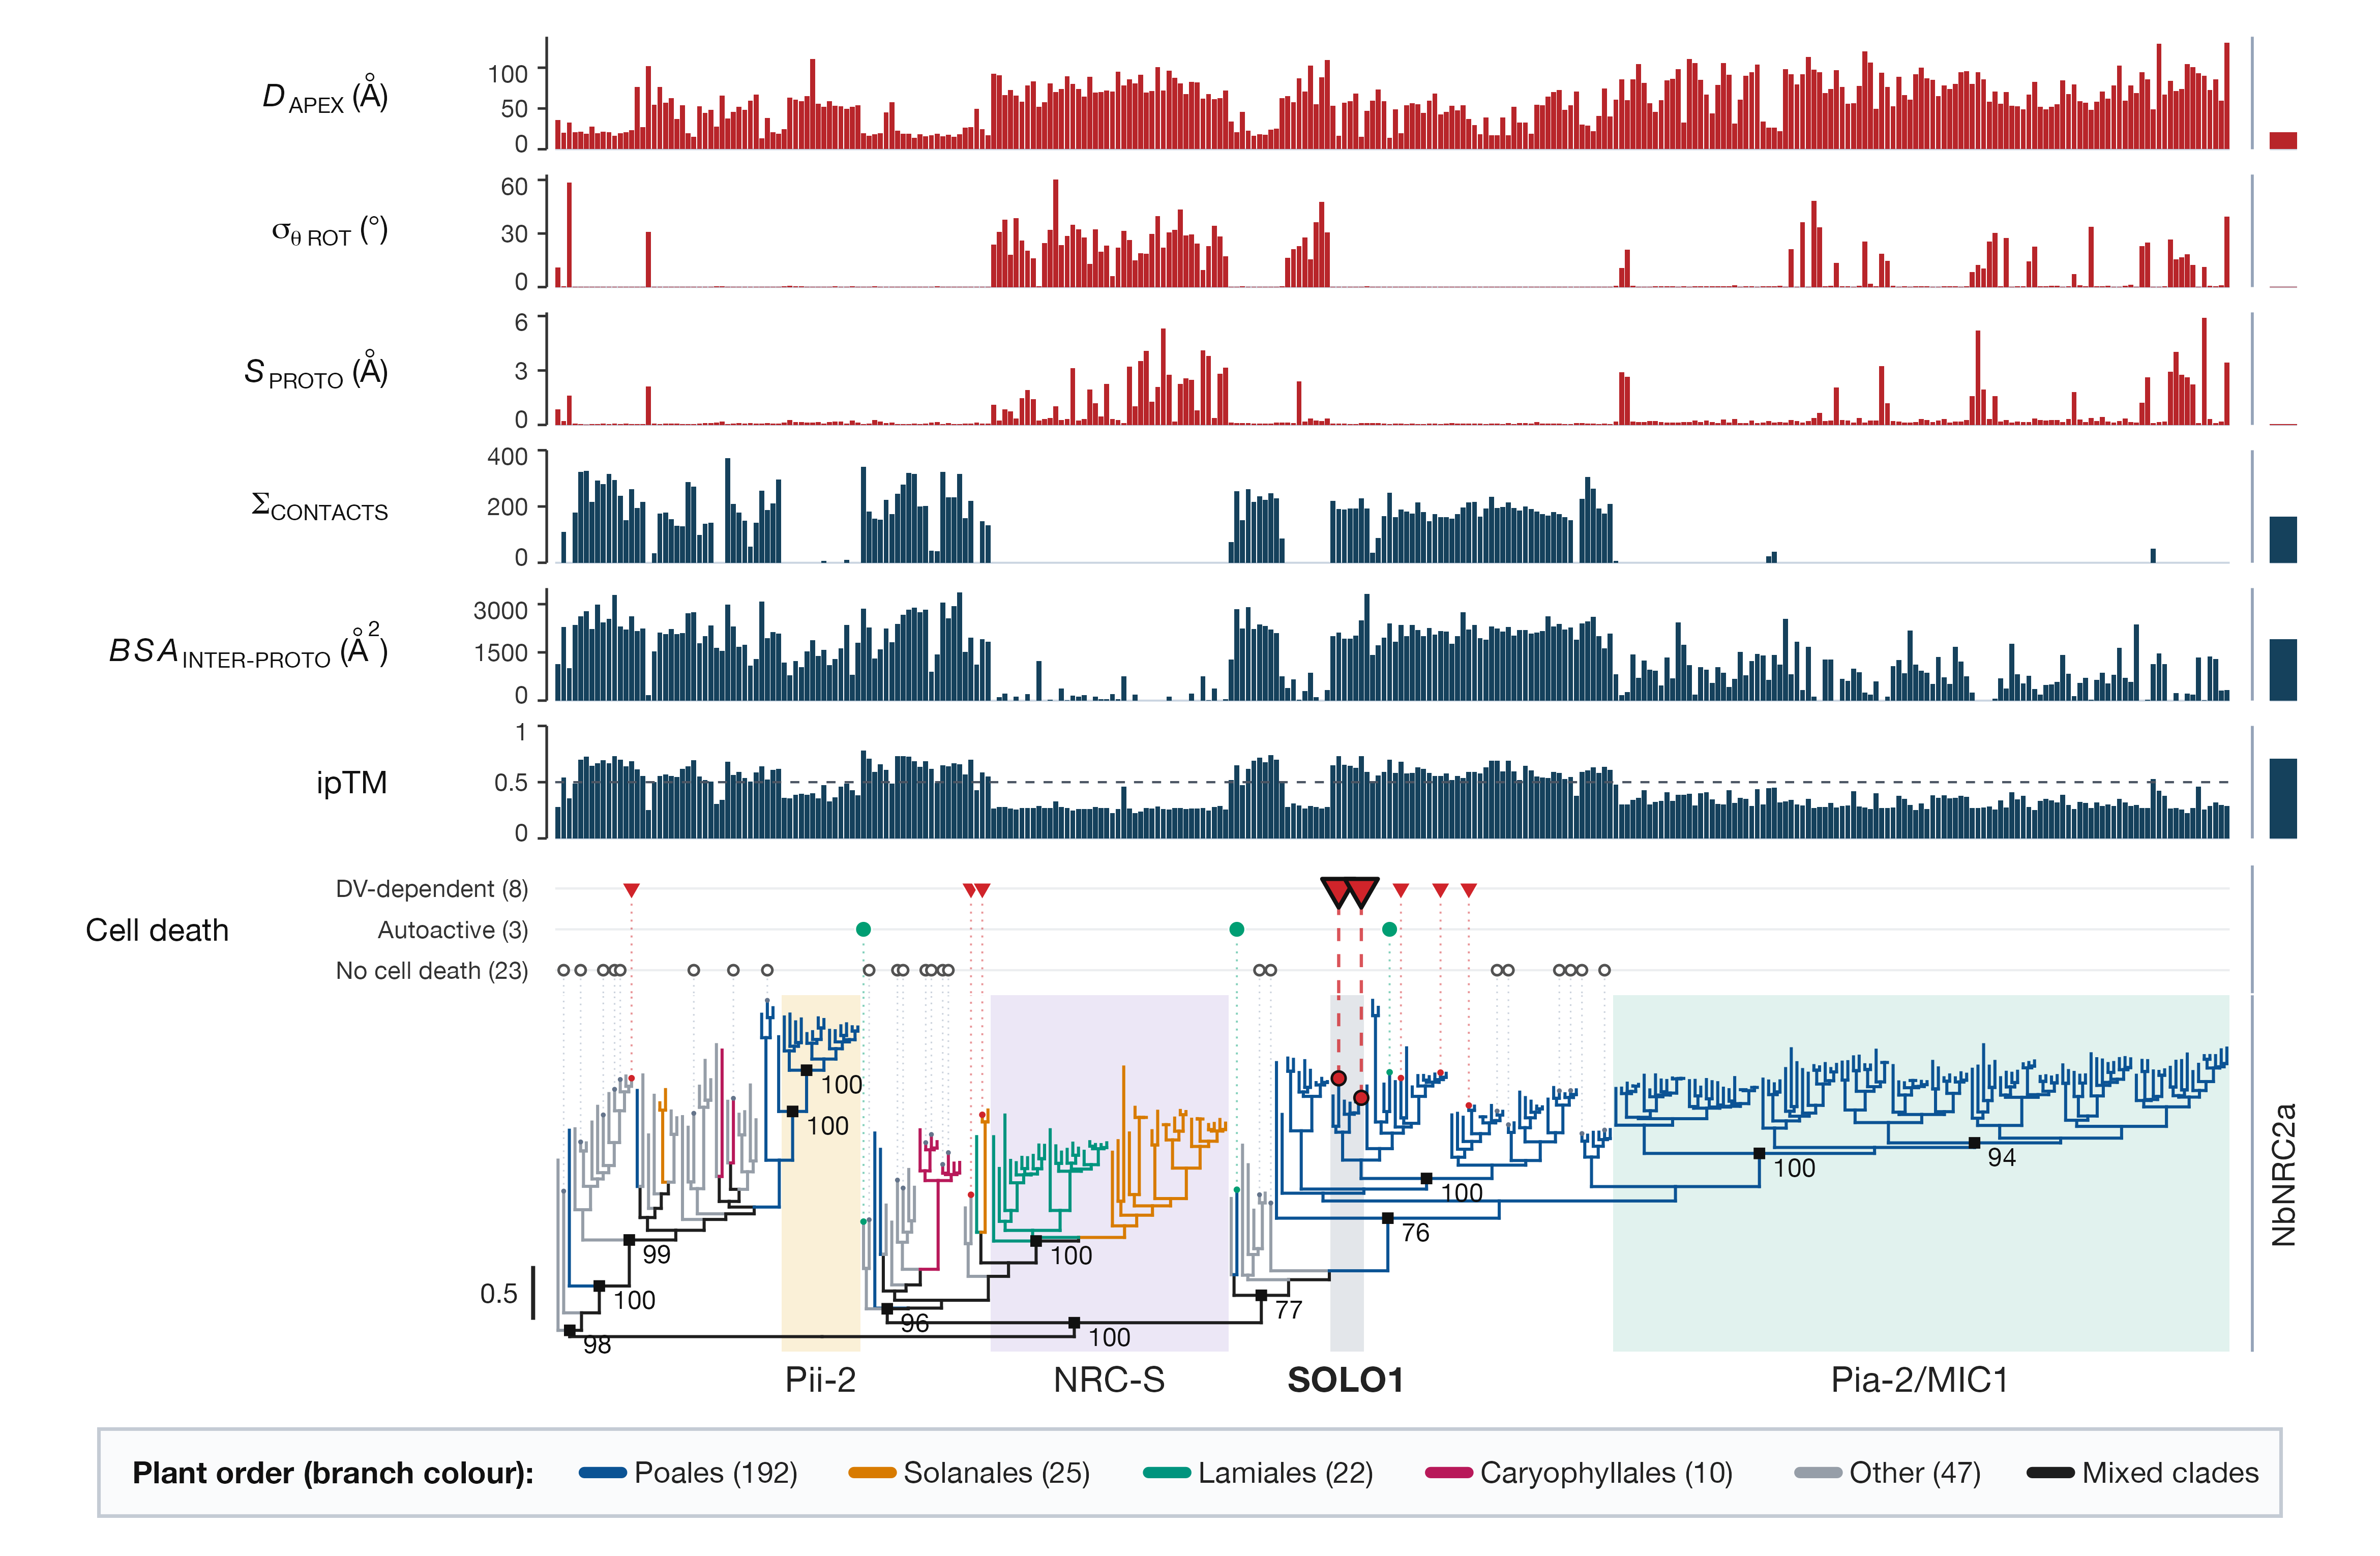 D APEX (Å)
100
50
0
σθ ROT (°)
60
30
0
S PROTO (Å)
6
3
0
ΣCONTACTS
400
200
0
BSA INTER-PROTO (Å2)
3000
1500
0
ipTM
1
0.5
0
Cell death
DV-dependent (8)
Autoactive (3)
No cell death (23)
100
100
99
100
98
96
100
100
77
100
76
100
94
0.5
NbNRC2a
Pii-2
NRC-S
SOLO1
Pia-2/MIC1
Plant order (branch colour): Poales (192) Solanales (25) Lamiales (22) Caryophyllales (10) Other (47) Mixed clades